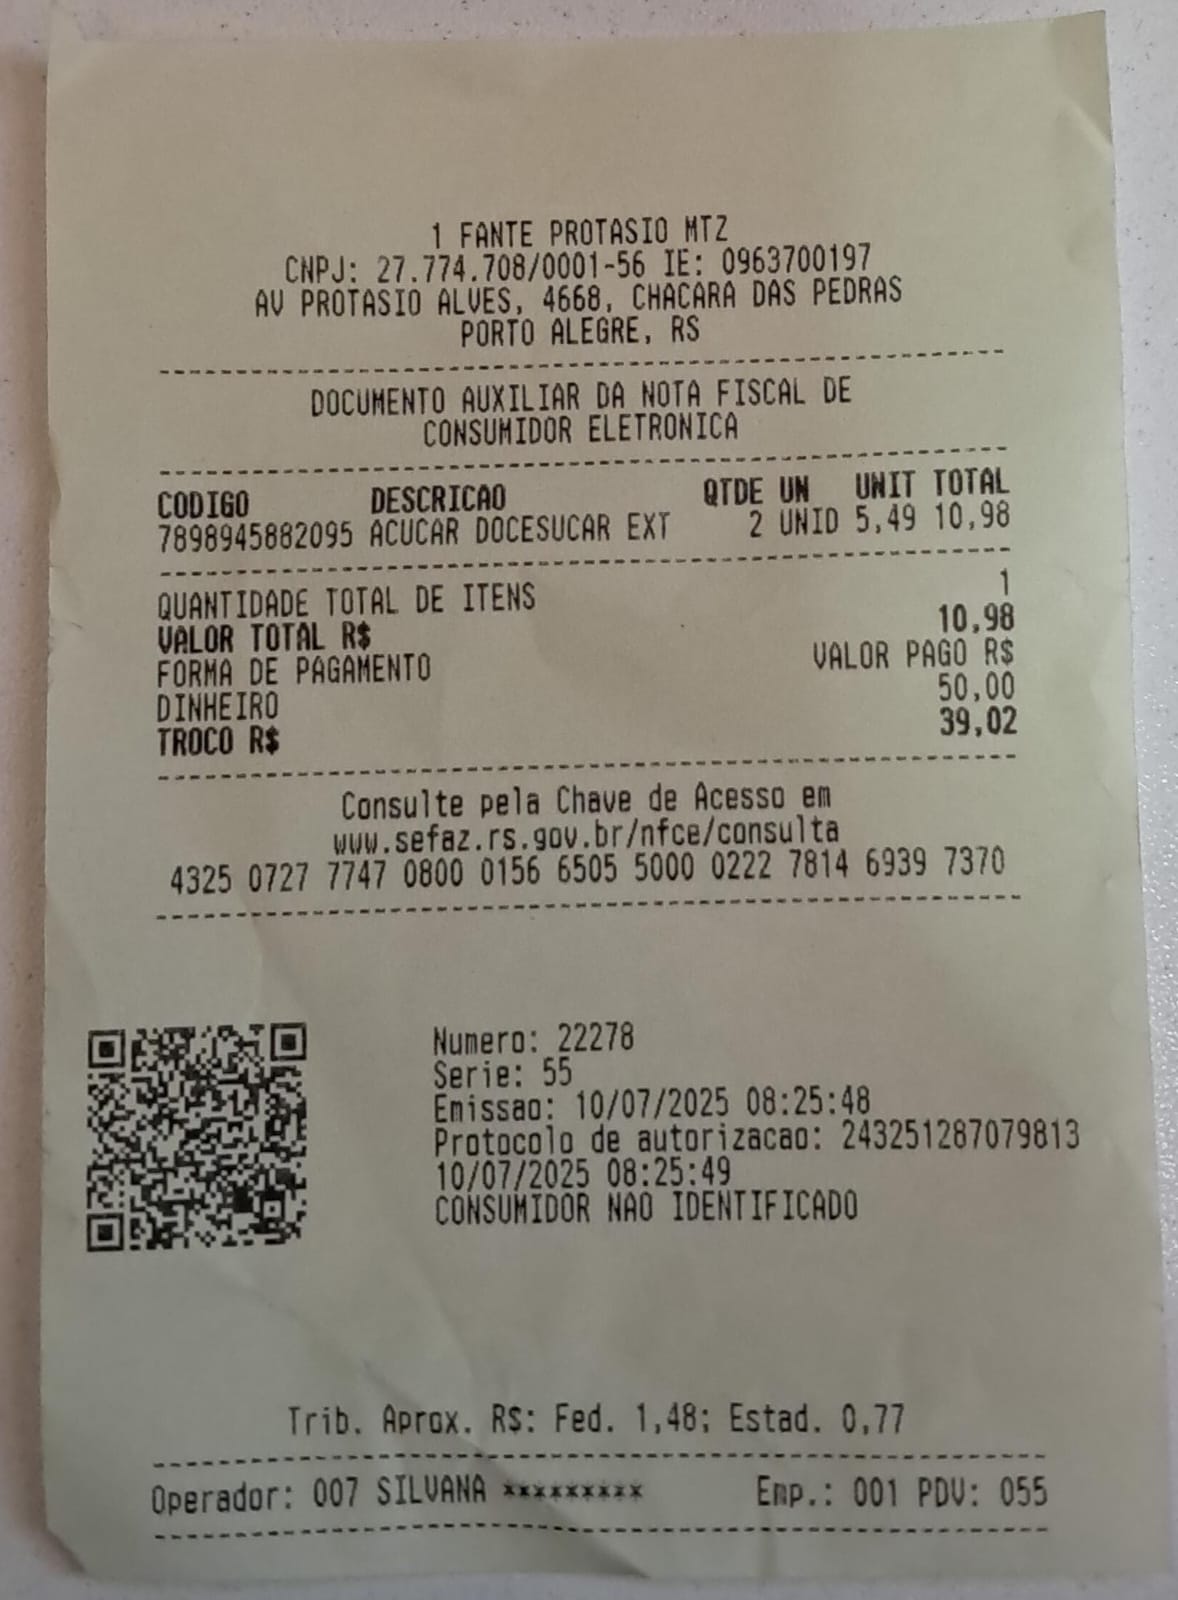 1 FANTE PROTASIO MTZ
CNPJ: 27.774.708/0001-56 IE: 0963700197
AV PROTASIO ALVES, 4668, CHACARA DAS PEDRAS
PORTO ALEGRE, RS
DOCUMENTO AUXILIAR DA NOTA FISCAL DE
CONSUMIDOR ELETRONICA
CODIGO DESCRICAO QTDE UN UNIT TOTAL
7898945882095 ACUCAR DOCESUCAR EXT 2 UNID 5,49 10,98
QUANTIDADE TOTAL DE ITENS 1
VALOR TOTAL R$ 10,98
FORMA DE PAGAMENTO VALOR PAGO R$
DINHEIRO 50,00
TROCO R$ 39,02
Consulte pela Chave de Acesso em
www.sefaz.rs.gov.br/nfce/consulta
4325 0727 7747 0800 0156 6505 5000 0222 7814 6939 7370
Numero: 22278
Serie: 55
Emissao: 10/07/2025 08:25:48
Protocolo de autorizacao: 243251287079813
10/07/2025 08:25:49
CONSUMIDOR NAO IDENTIFICADO
Trib. Aprox. R$: Fed. 1,48; Estad. 0,77
Operador: 007 SILVANA ********* Emp.: 001 PDV: 055